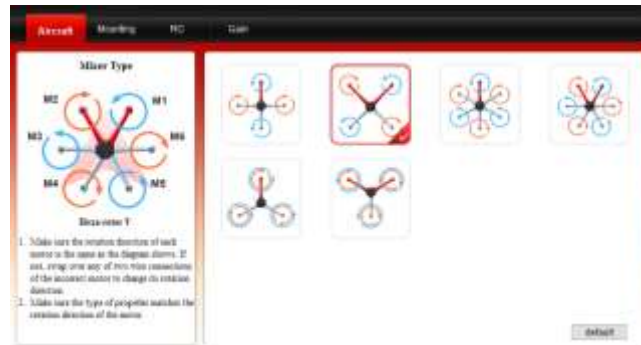 Aircraft Mounting RC Gain
Mixer Type
M2 M1
M3 M6
M4 M5
Hexa-rotor V
1. Make sure the rotation direction of each
motor is the same as the diagram above. If
not, swap over any of two wire connections
of the incorrect motor to change its rotation
direction.
2. Make sure the type of propeller matches the
rotation direction of the motor.
default